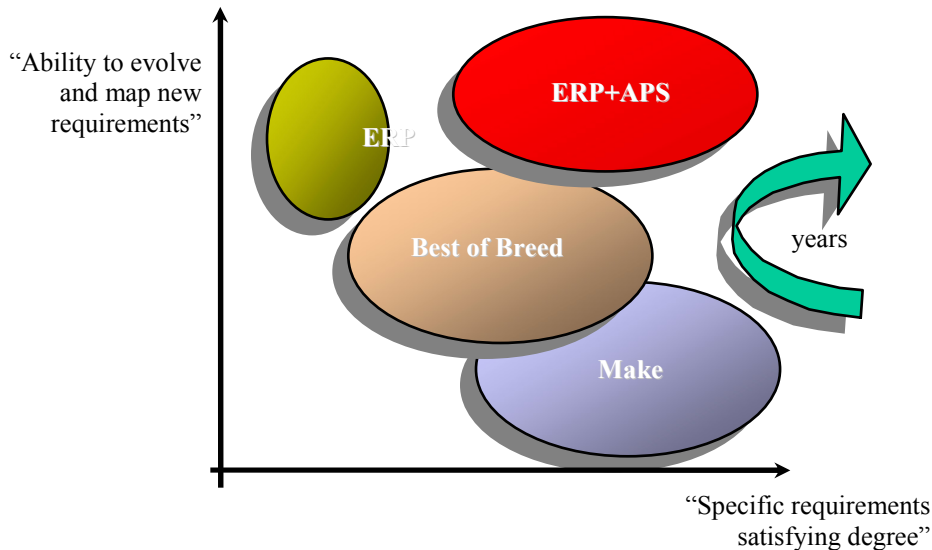 “Ability to evolve
and map new
requirements”
ERP+APS
ERP
Best of Breed
years
Make
“Specific requirements
satisfying degree”